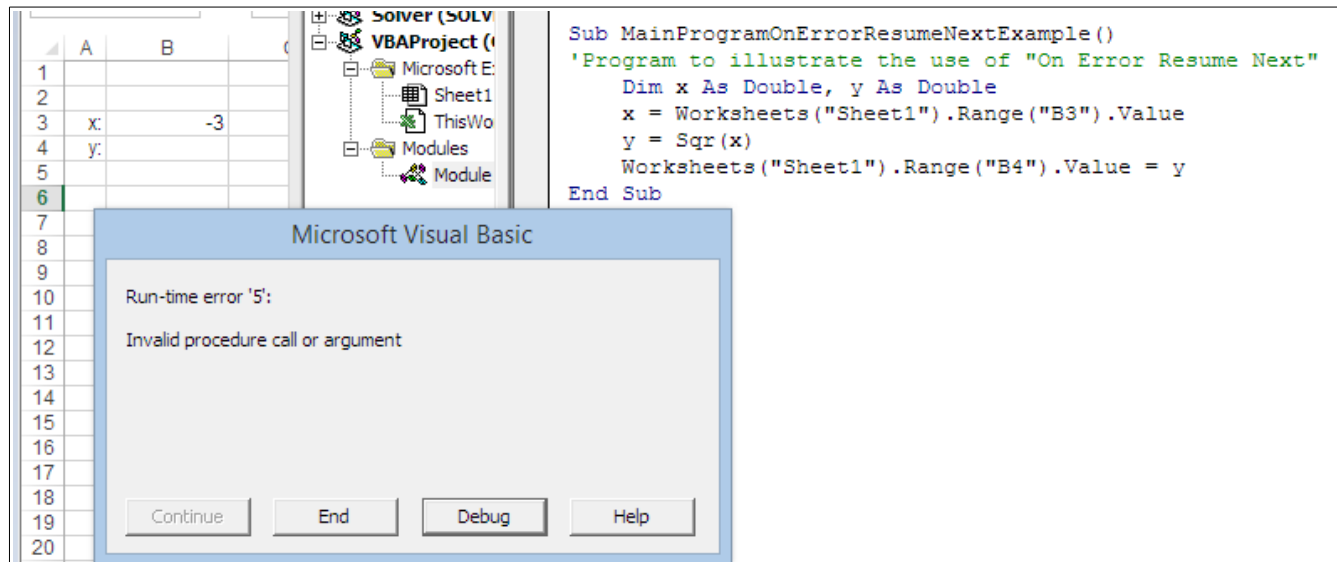 Solver (SOLV
VBAProject (
Microsoft E
Sheet1
ThisWo
Modules
Module
A B
1
2
3 x: -3
4 y:
5
6
7
8
9
10
11
12
13
14
15
16
17
18
19
20
Sub MainProgramOnErrorResumeNextExample()
'Program to illustrate the use of "On Error Resume Next"
Dim x As Double, y As Double
x = Worksheets("Sheet1").Range("B3").Value
y = Sqr(x)
Worksheets("Sheet1").Range("B4").Value = y
End Sub
Microsoft Visual Basic
Run-time error '5':
Invalid procedure call or argument
Continue End Debug Help